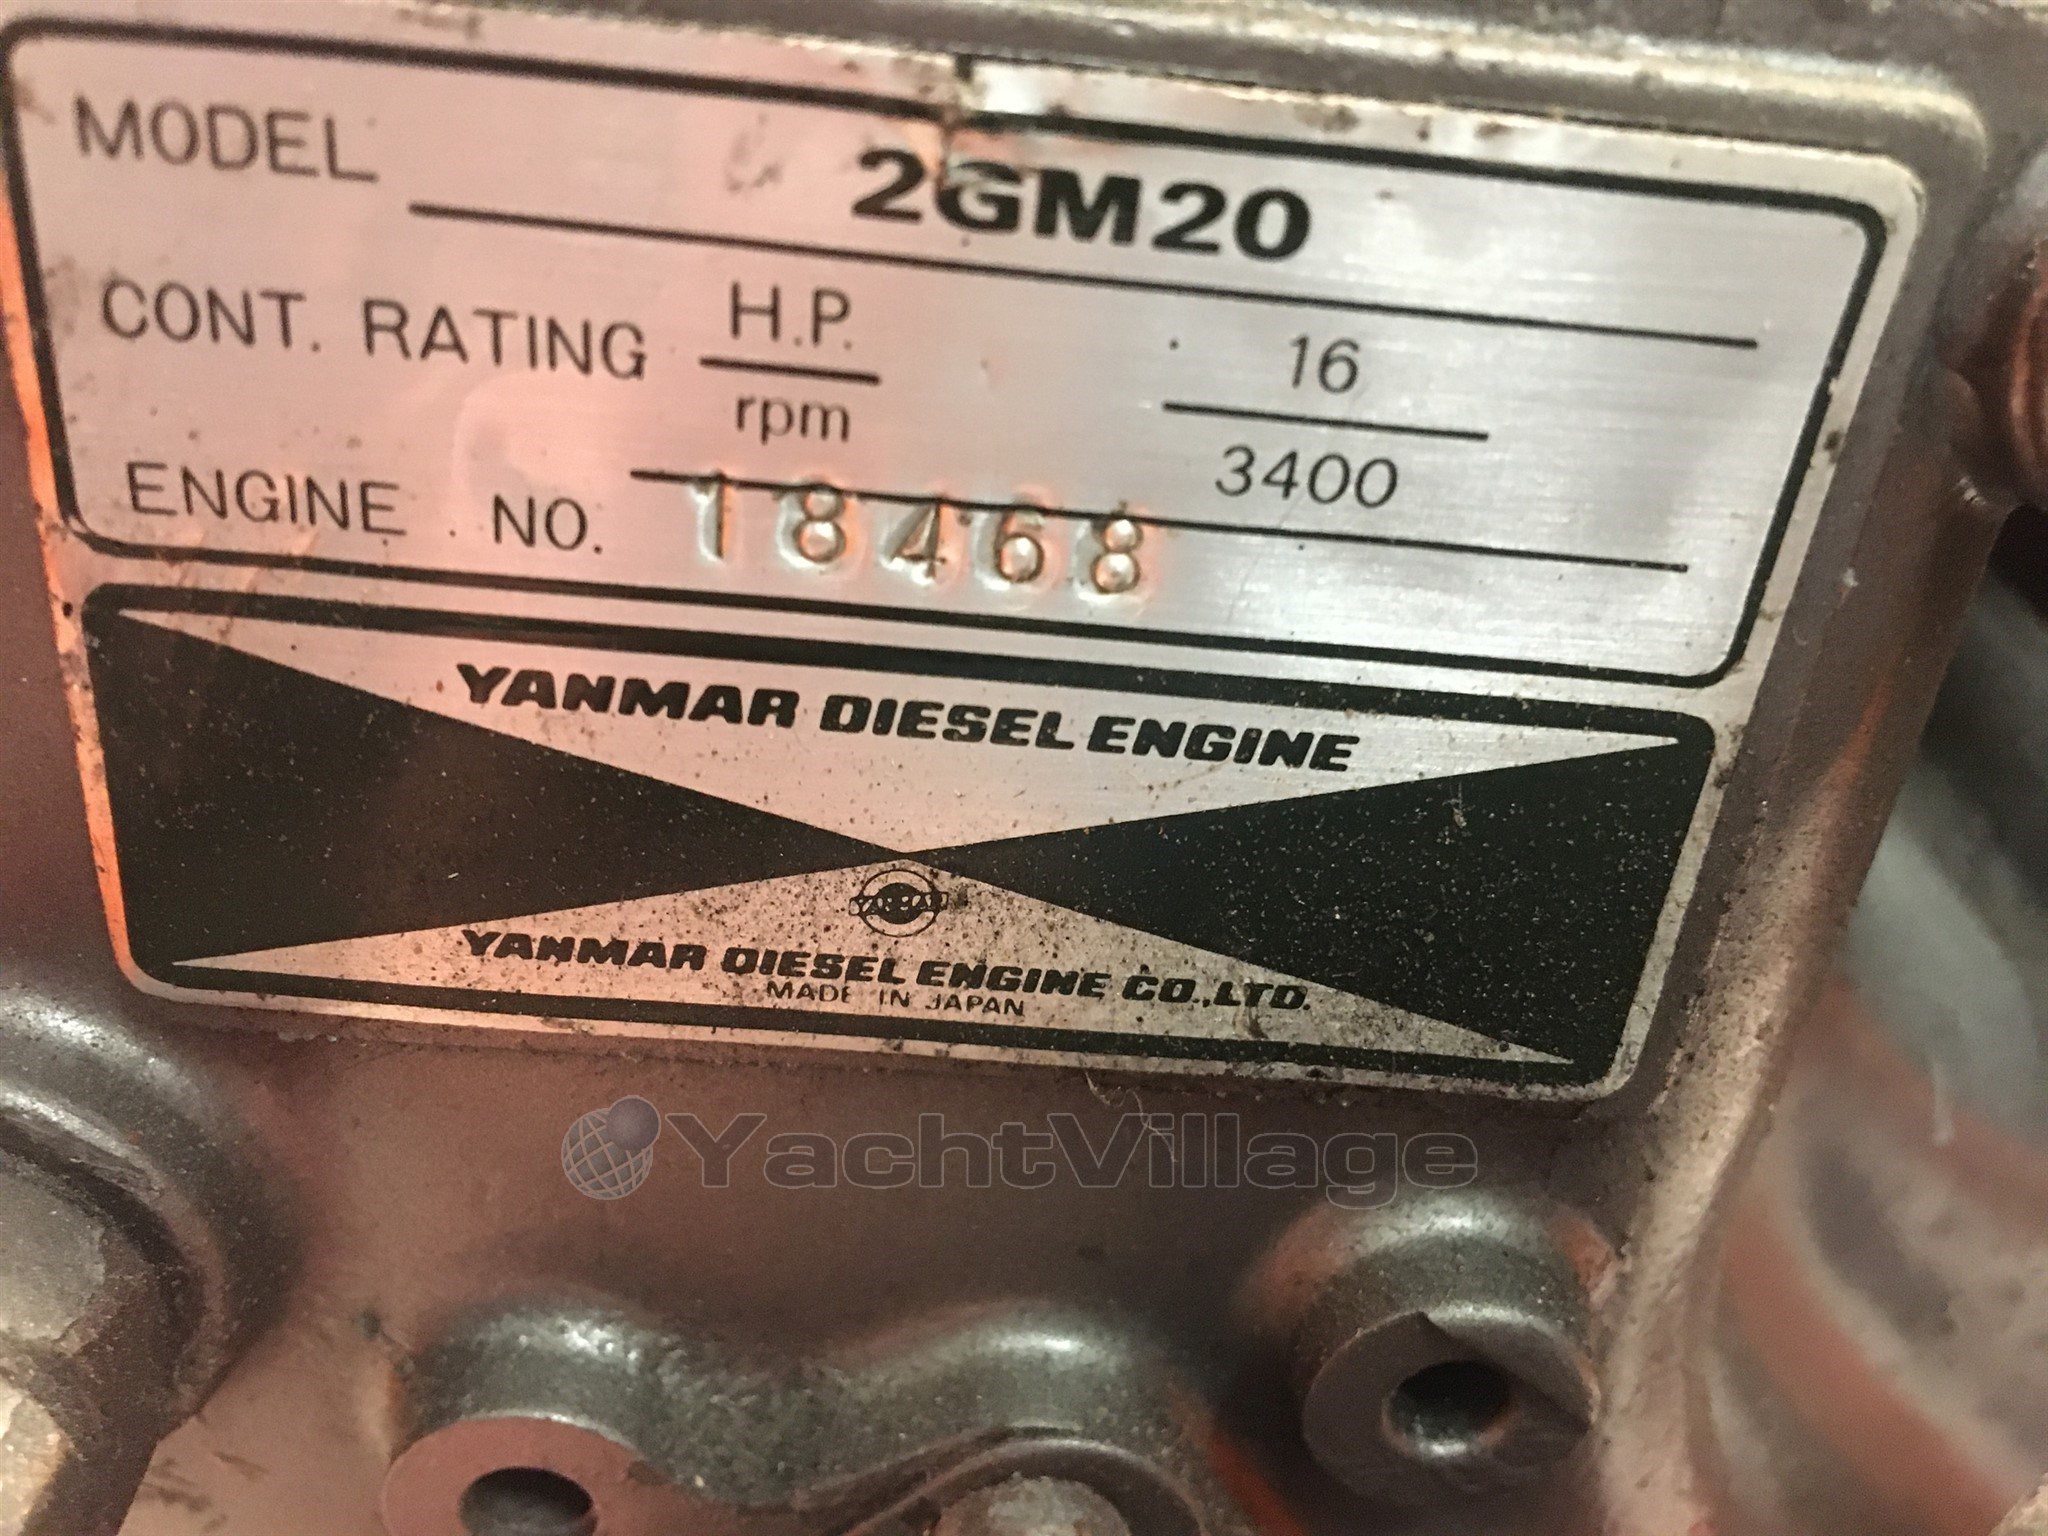 MODEL 2GM20
CONT. RATING H.P. 16
rpm 3400
ENGINE NO. 18468
YANMAR DIESEL ENGINE
YANMAR
YANMAR DIESEL ENGINE CO.,LTD.
MADE IN JAPAN
YachtVillage